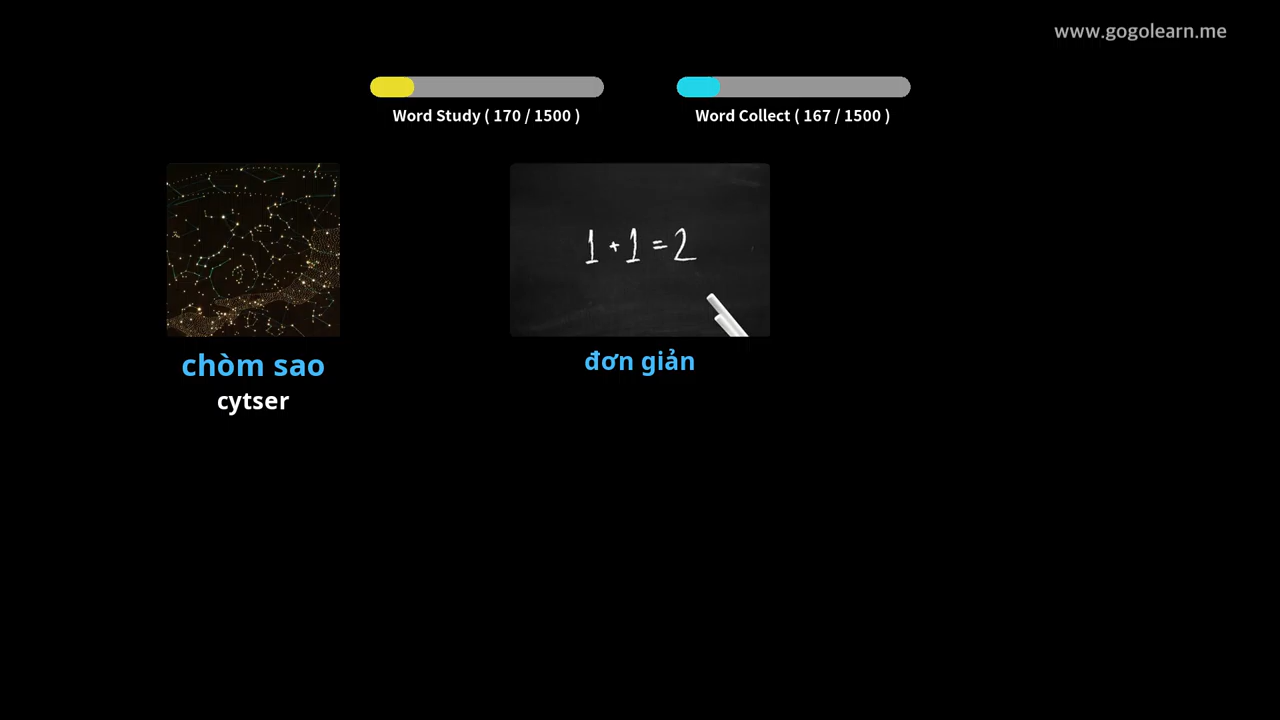 www.gogolearn.me
Word Study ( 170 / 1500 )
Word Collect ( 167 / 1500 )
1 + 1 = 2
chòm sao
cytser
đơn giản